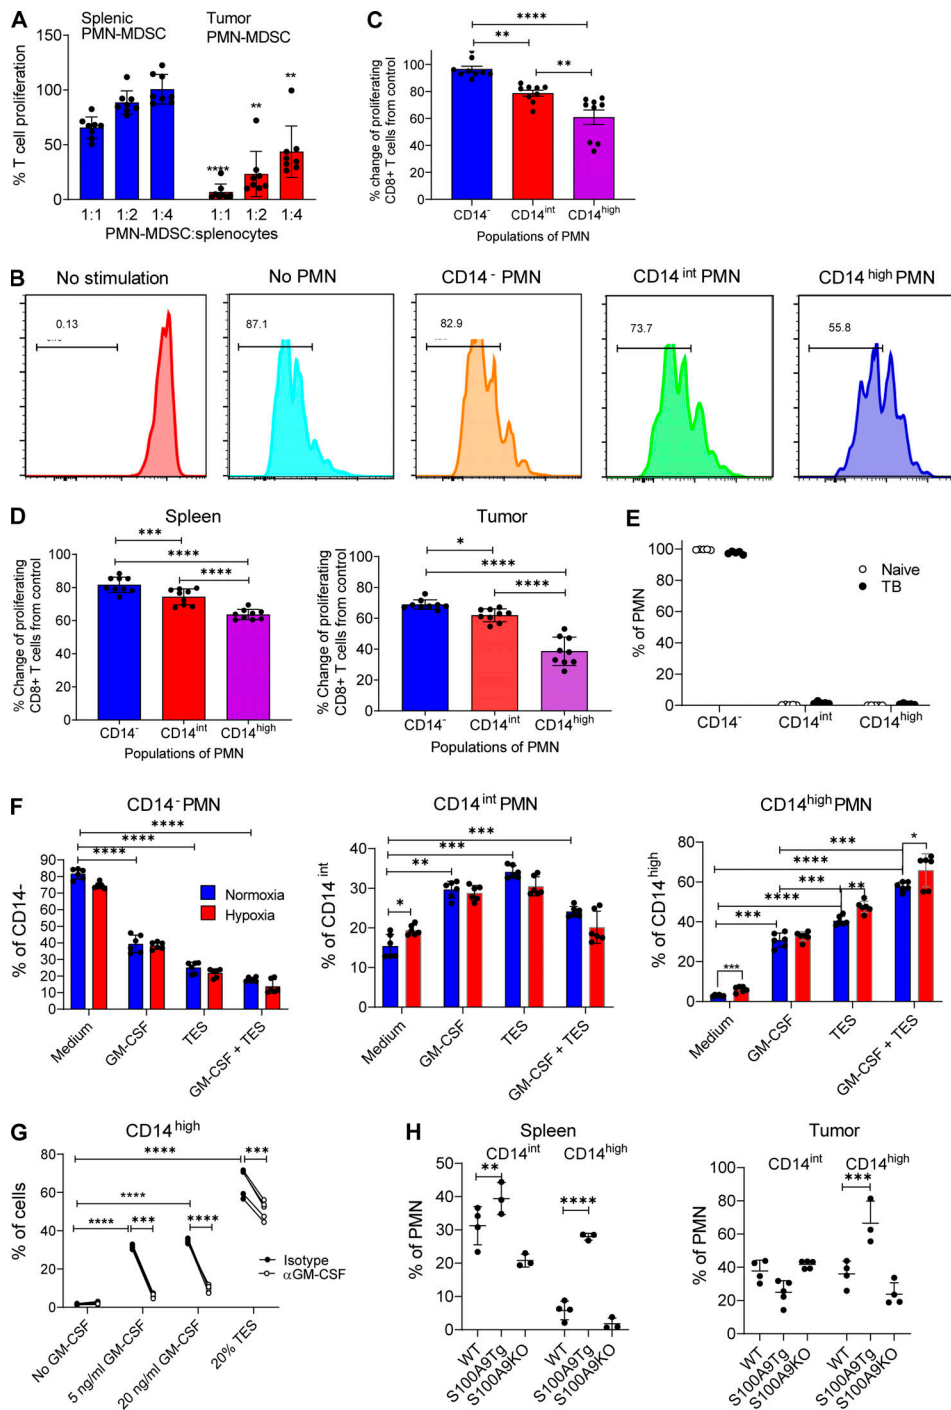 A
Splenic
PMN-MDSC
Tumor
PMN-MDSC
% T cell proliferation
150
100
50
0
****
**
**
1:1 1:2 1:4 1:1 1:2 1:4
PMN-MDSC:splenocytes
C
****
**
**
% change of proliferating
CD8+ T cells from control
100
80
60
40
20
0
CD14- CD14int CD14high
Populations of PMN
B
No stimulation
0.13
No PMN
87.1
CD14- PMN
82.9
CD14int PMN
73.7
CD14high PMN
55.8
D
Spleen
***
****
****
% Change of proliferating
CD8+ T cells from control
100
80
60
40
20
0
CD14- CD14int CD14high
Populations of PMN
Tumor
*
****
****
% Change of proliferating
CD8+ T cells from control
100
80
60
40
20
0
CD14- CD14int CD14high
Populations of PMN
E
% of PMN
100
80
60
40
20
0
Naive
TB
CD14- CD14int CD14high
F
CD14- PMN
****
****
****
% of CD14-
90
80
70
60
50
40
30
20
10
Normoxia
Hypoxia
Medium
GM-CSF
TES
GM-CSF + TES
CD14int PMN
***
***
**
*
% of CD14int
40
30
20
10
0
Medium
GM-CSF
TES
GM-CSF + TES
CD14high PMN
***
*
****
***
**
****
***
***
% of CD14high
80
60
40
20
0
Medium
GM-CSF
TES
GM-CSF + TES
G
CD14high
****
***
****
****
***
****
% of cells
80
60
40
20
0
Isotype
αGM-CSF
No GM-CSF
5 ng/ml GM-CSF
20 ng/ml GM-CSF
20% TES
H
Spleen
CD14int
CD14high
**
****
% of PMN
50
40
30
20
10
0
WT
S100A9Tg
S100A9KO
WT
S100A9Tg
S100A9KO
Tumor
CD14int
CD14high
***
% of PMN
100
80
60
40
20
0
WT
S100A9Tg
S100A9KO
WT
S100A9Tg
S100A9KO